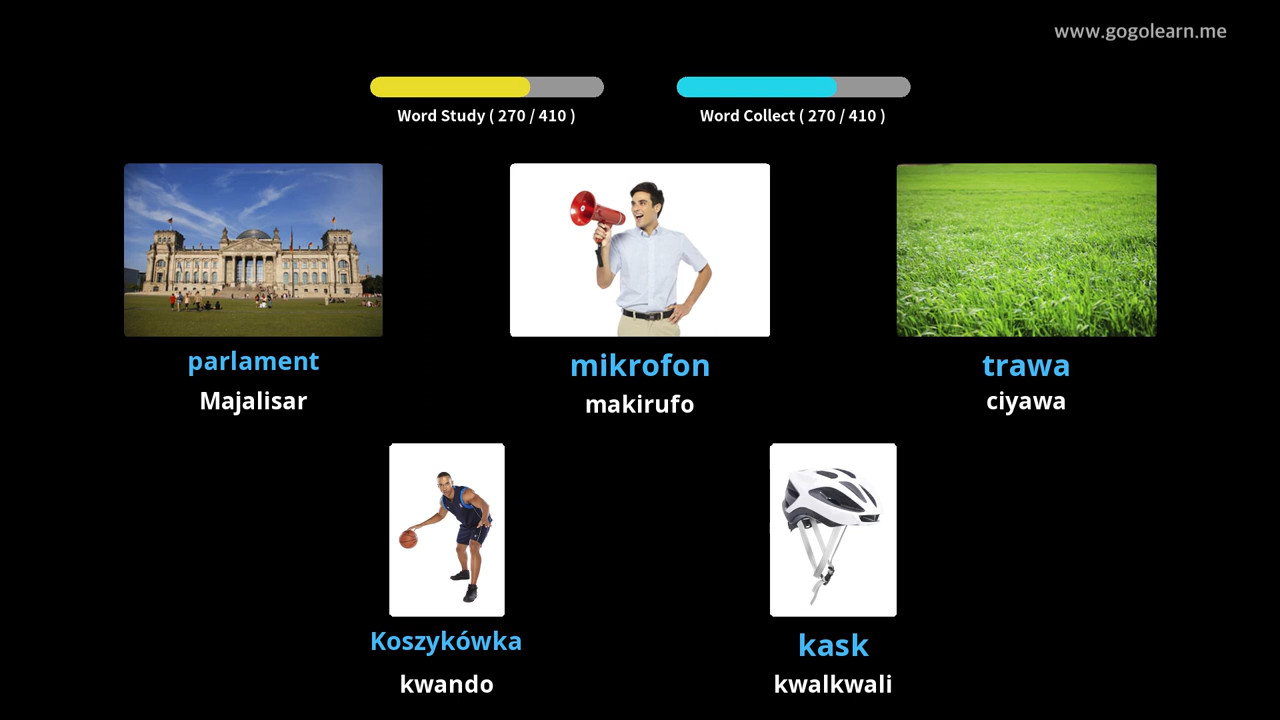 www.gogolearn.me
Word Study ( 270 / 410 )
Word Collect ( 270 / 410 )
parlament
Majalisar
mikrofon
makirufo
trawa
ciyawa
Koszykówka
kwando
kask
kwalkwali